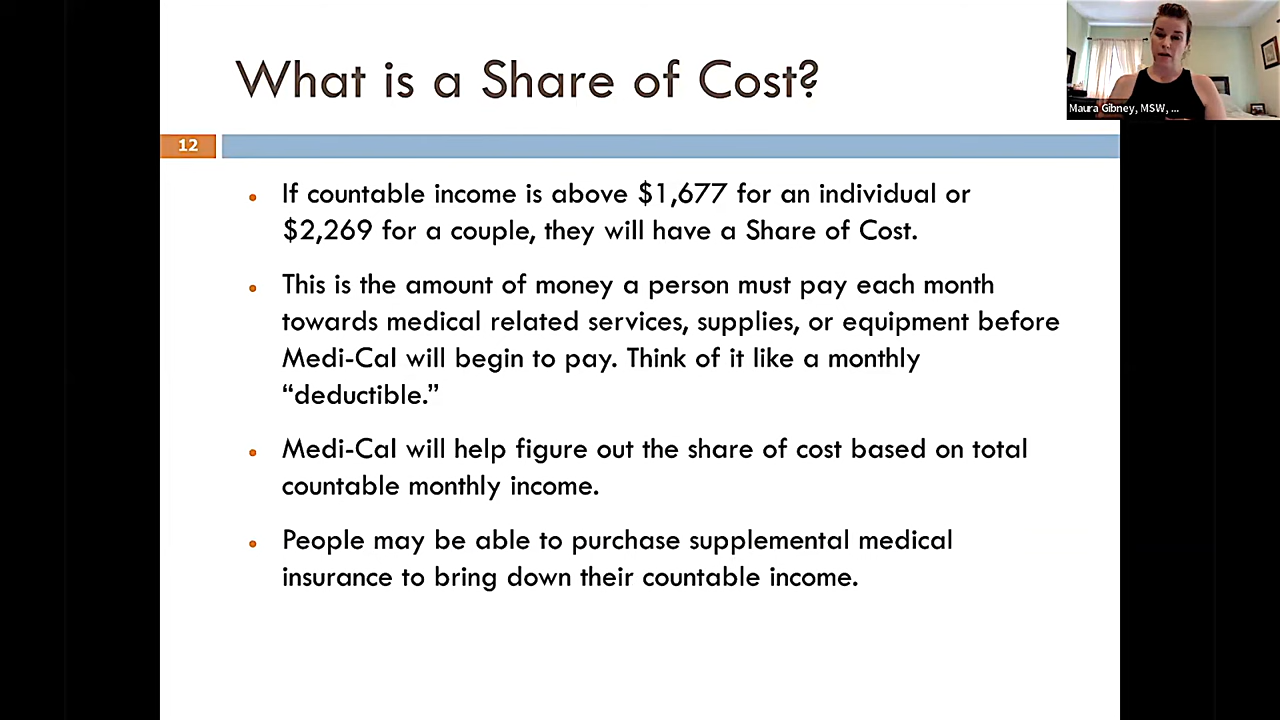 What is a Share of Cost?
Maura Gibney, MSW, ...
12
• If countable income is above $1,677 for an individual or
$2,269 for a couple, they will have a Share of Cost.
• This is the amount of money a person must pay each month
towards medical related services, supplies, or equipment before
Medi-Cal will begin to pay. Think of it like a monthly
“deductible.”
• Medi-Cal will help figure out the share of cost based on total
countable monthly income.
• People may be able to purchase supplemental medical
insurance to bring down their countable income.